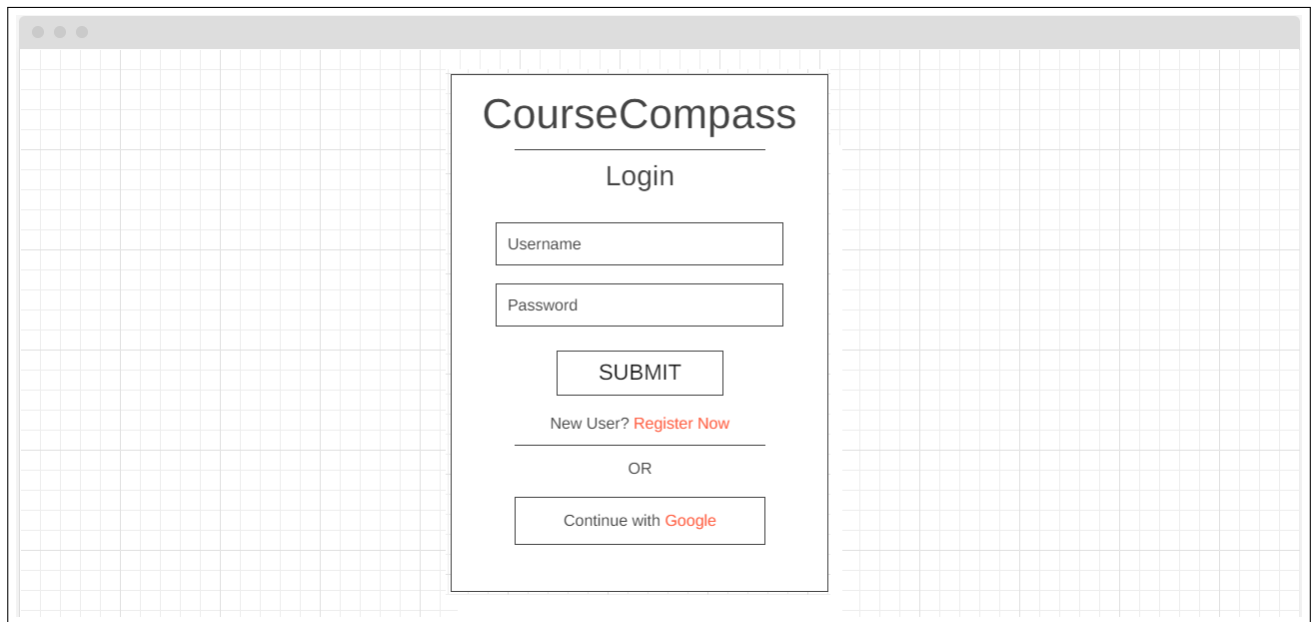 CourseCompass
Login
Username
Password
SUBMIT
New User? Register Now
OR
Continue with Google